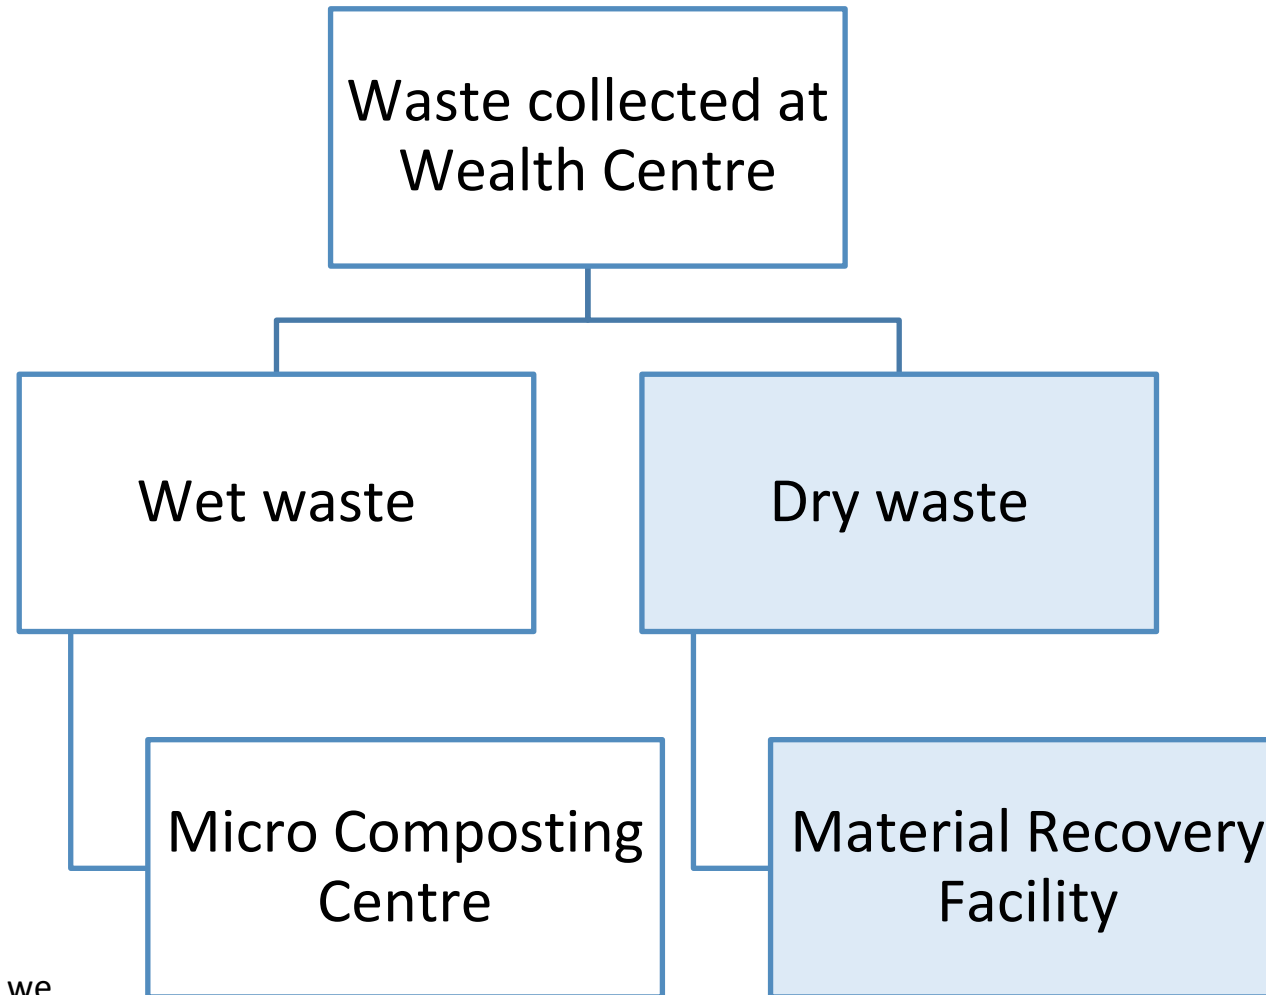 Waste collected at
Wealth Centre
Wet waste
Dry waste
Micro Composting
Centre
Material Recovery
Facility
we